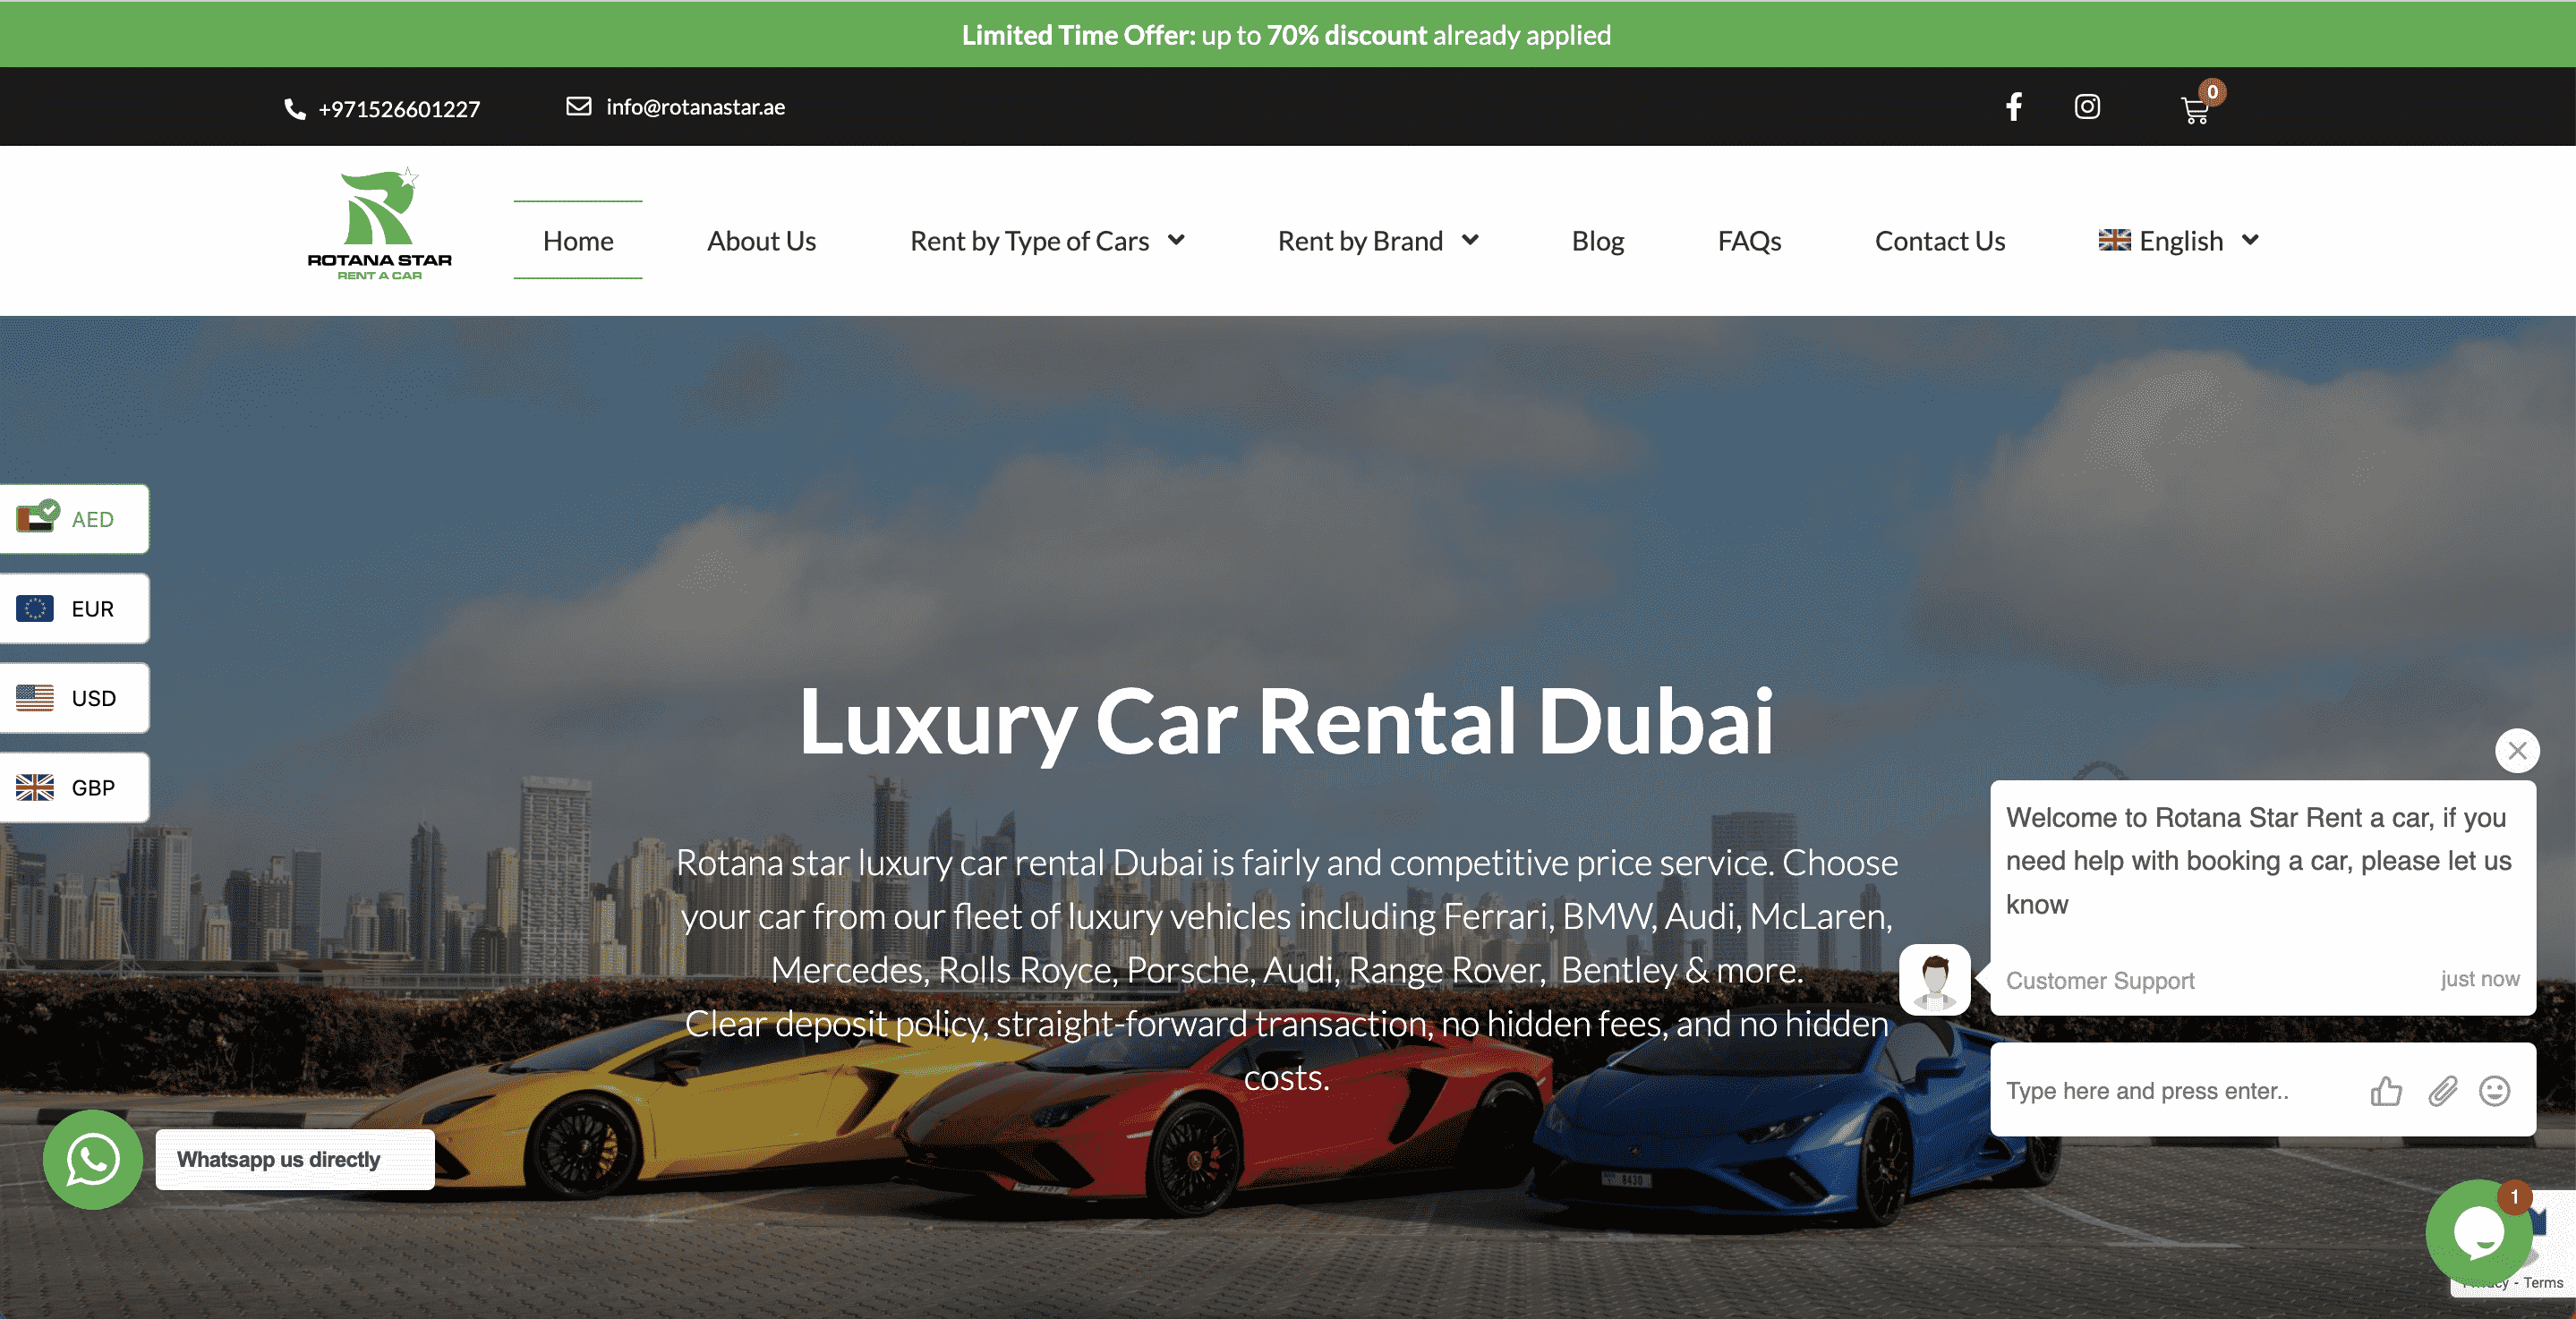 Limited Time Offer: up to 70% discount already applied
+971526601227
info@rotanastar.ae
0
ROTANA STAR
RENT A CAR
Home
About Us
Rent by Type of Cars
Rent by Brand
Blog
FAQs
Contact Us
English
AED
EUR
USD
GBP
Luxury Car Rental Dubai
Rotana star luxury car rental Dubai is fairly and competitive price service. Choose
your car from our fleet of luxury vehicles including Ferrari, BMW, Audi, McLaren,
Mercedes, Rolls Royce, Porsche, Audi, Range Rover, Bentley & more.
Clear deposit policy, straight-forward transaction, no hidden fees, and no hidden
costs.
Welcome to Rotana Star Rent a car, if you
need help with booking a car, please let us
know
Customer Support
just now
Type here and press enter..
Whatsapp us directly
8430
1
- Terms